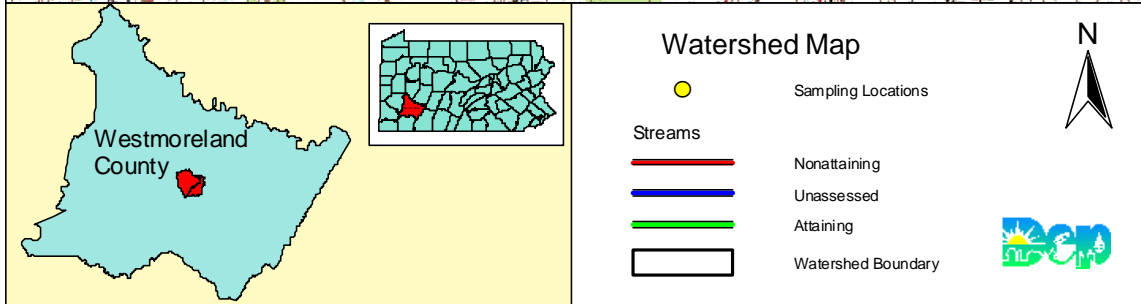 Westmoreland
County
Watershed Map
N
Sampling Locations
Streams
Nonattaining
Unassessed
Attaining
Watershed Boundary
Dep